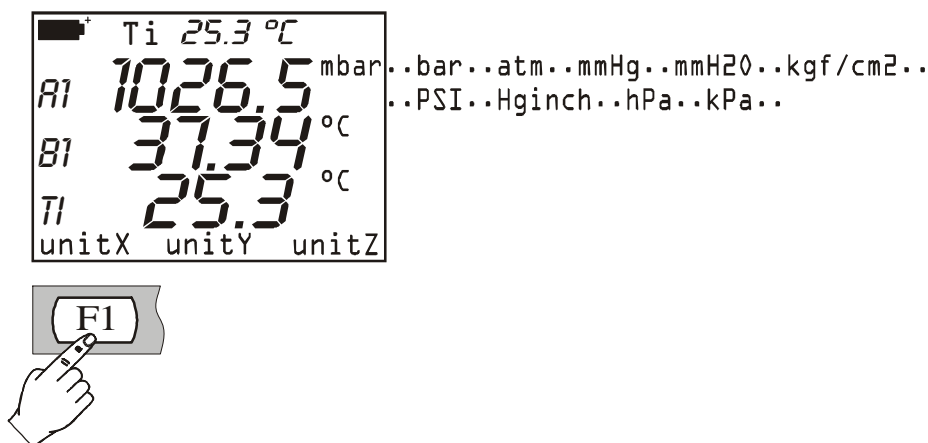 Ti 25.3 °C
A1 1026.5 mbar..bar..atm..mmHg..mmH20..kgf/cm2..
..PSI..Hginch..hPa..kPa..
B1 37.34 °C
TI 25.3 °C
unitX unitY unitZ
F1